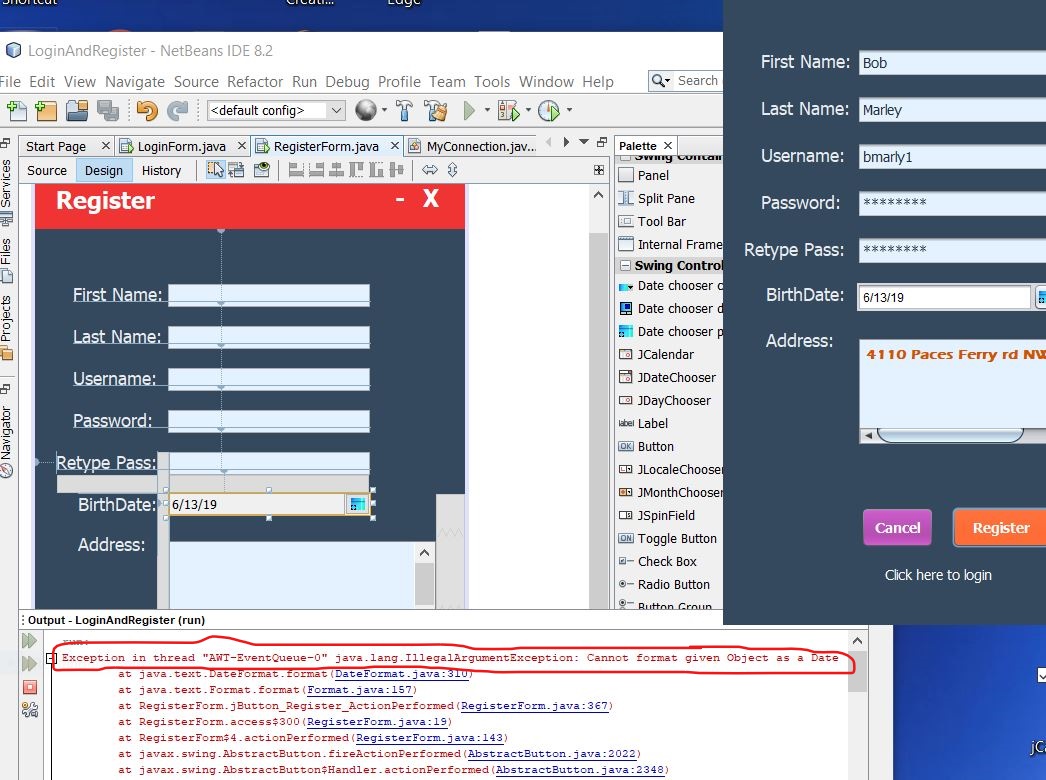 Shortcut
Creati...
Edge
LoginAndRegister - NetBeans IDE 8.2
File Edit View Navigate Source Refactor Run Debug Profile Team Tools Window Help
Search
<default config>
Start Page
LoginForm.java
RegisterForm.java
MyConnection.jav...
Source
Design
History
Services
Files
Projects
Navigator
Register
- X
First Name:
Last Name:
Username:
Password:
Retype Pass:
BirthDate:
6/13/19
Address:
Palette
Swing Contain
Panel
Split Pane
Tool Bar
Internal Frame
Swing Contro
Date chooser c
Date chooser d
Date chooser p
JCalendar
JDateChooser
JDayChooser
label Label
OK Button
JLocaleChooser
JMonthChooser
JSpinField
ON Toggle Button
Check Box
Radio Button
Button Group
First Name: Bob
Last Name: Marley
Username: bmarly1
Password: ********
Retype Pass: ********
BirthDate: 6/13/19
Address:
4110 Paces Ferry rd NW
Cancel
Register
Click here to login
Output - LoginAndRegister (run)
run:
Exception in thread "AWT-EventQueue-0" java.lang.IllegalArgumentException: Cannot format given Object as a Date
at java.text.DateFormat.format(DateFormat.java:310)
at java.text.Format.format(Format.java:157)
at RegisterForm.jButton_Register_ActionPerformed(RegisterForm.java:367)
at RegisterForm.access$300(RegisterForm.java:19)
at RegisterForm$4.actionPerformed(RegisterForm.java:143)
at javax.swing.AbstractButton.fireActionPerformed(AbstractButton.java:2022)
at javax.swing.AbstractButton$Handler.actionPerformed(AbstractButton.java:2348)
jCa